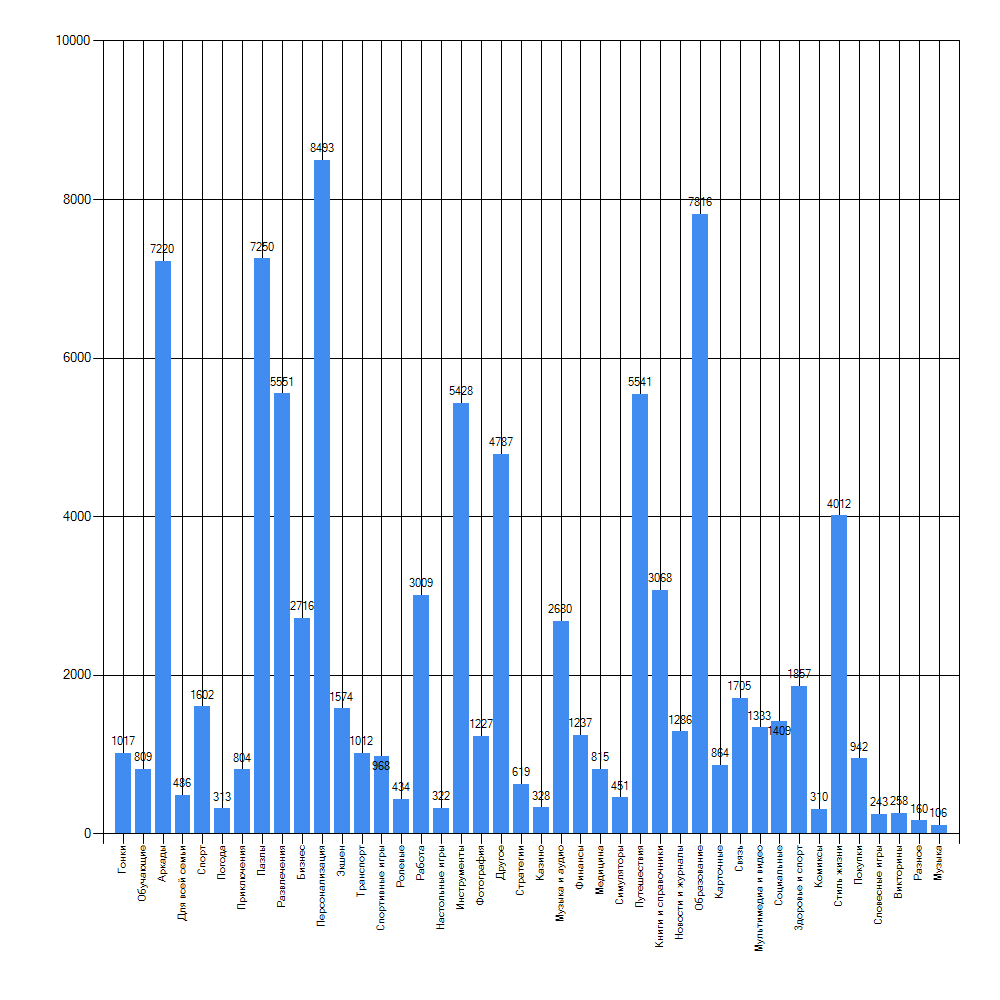 10000
8000
6000
4000
2000
0
1017
809
7220
486
1602
313
804
7250
5551
2716
8493
1574
1012
968
434
3009
322
5428
1227
4787
619
328
2680
1237
815
451
5541
3068
1286
7816
864
1705
1333
1409
1857
310
4012
942
243
258
160
106
Гонки
Обучающие
Аркады
Для всей семьи
Спорт
Погода
Приключения
Пазлы
Развлечения
Бизнес
Персонализация
Экшен
Транспорт
Спортивные игры
Ролевые
Работа
Настольные игры
Инструменты
Фотография
Другое
Стратегии
Казино
Музыка и аудио
Финансы
Медицина
Симуляторы
Путешествия
Книги и справочники
Новости и журналы
Образование
Карточные
Связь
Мультимедиа и видео
Социальные
Здоровье и спорт
Комиксы
Стиль жизни
Покупки
Словесные игры
Викторины
Разное
Музыка